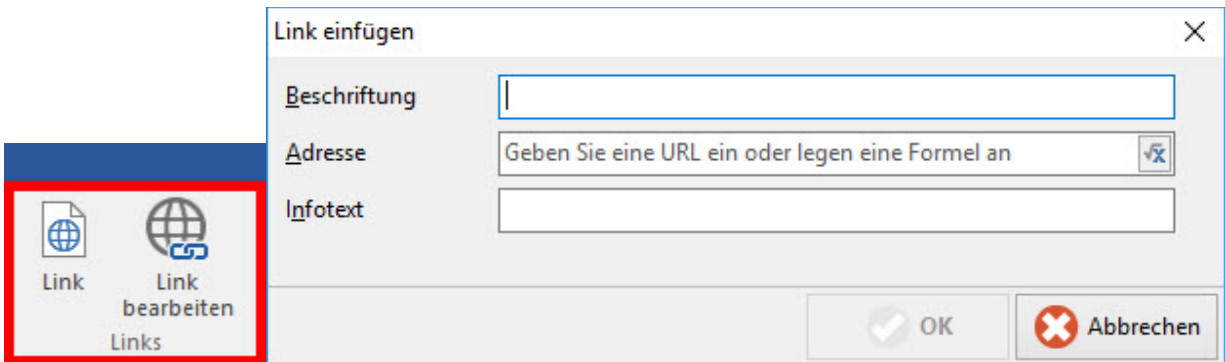 Link einfügen
Beschriftung
Adresse
Geben Sie eine URL ein oder legen eine Formel an
Infotext
Link
Link
bearbeiten
Links
OK
Abbrechen